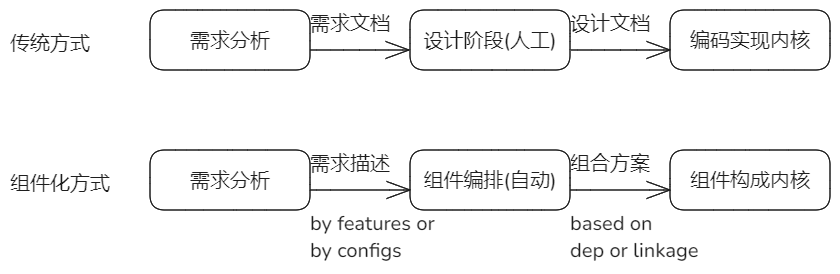 传统方式
需求分析
需求文档
设计阶段(人工)
设计文档
编码实现内核
组件化方式
需求分析
需求描述
by features or
by configs
组件编排(自动)
组合方案
based on
dep or linkage
组件构成内核